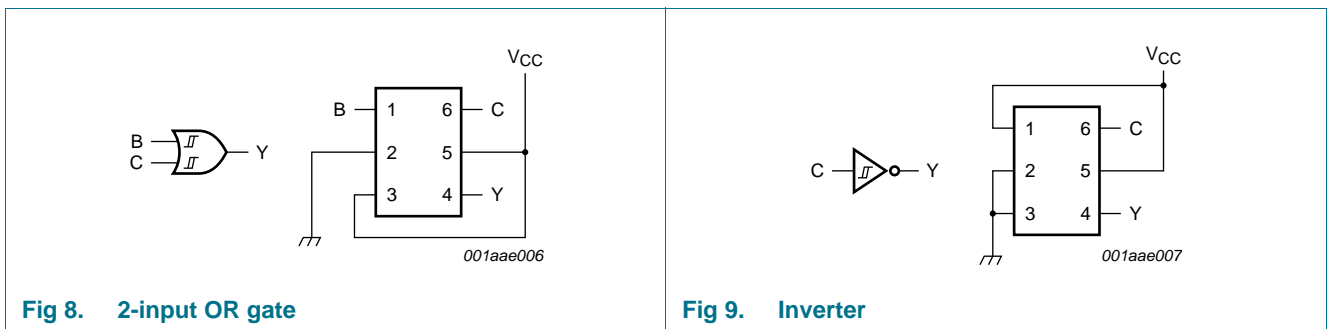 VCC
B 1 6 C
B
C
Y
2 5
3 4 Y
001aae006
Fig 8. 2-input OR gate
VCC
1 6 C
C Y
2 5
3 4 Y
001aae007
Fig 9. Inverter